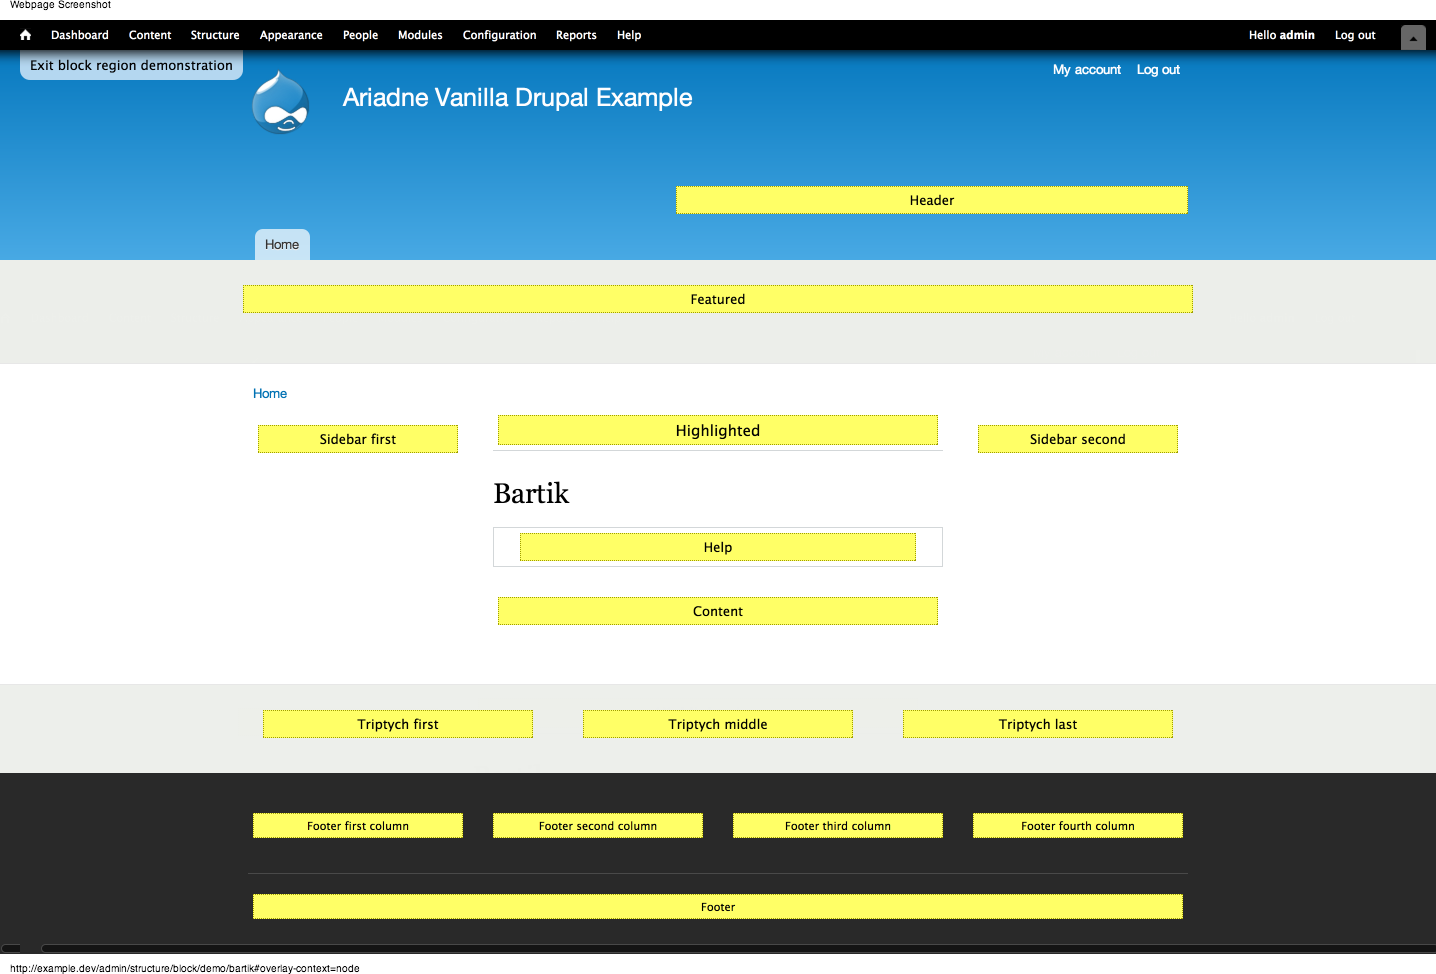 Webpage Screenshot
Dashboard Content Structure Appearance People Modules Configuration Reports Help Hello admin Log out
Exit block region demonstration
My account Log out
Ariadne Vanilla Drupal Example
Header
Home
Featured
Home
Sidebar first Highlighted Sidebar second
Bartik
Help
Content
Triptych first Triptych middle Triptych last
Footer first column Footer second column Footer third column Footer fourth column
Footer
http://example.dev/admin/structure/block/demo/bartik#overlay-context=node